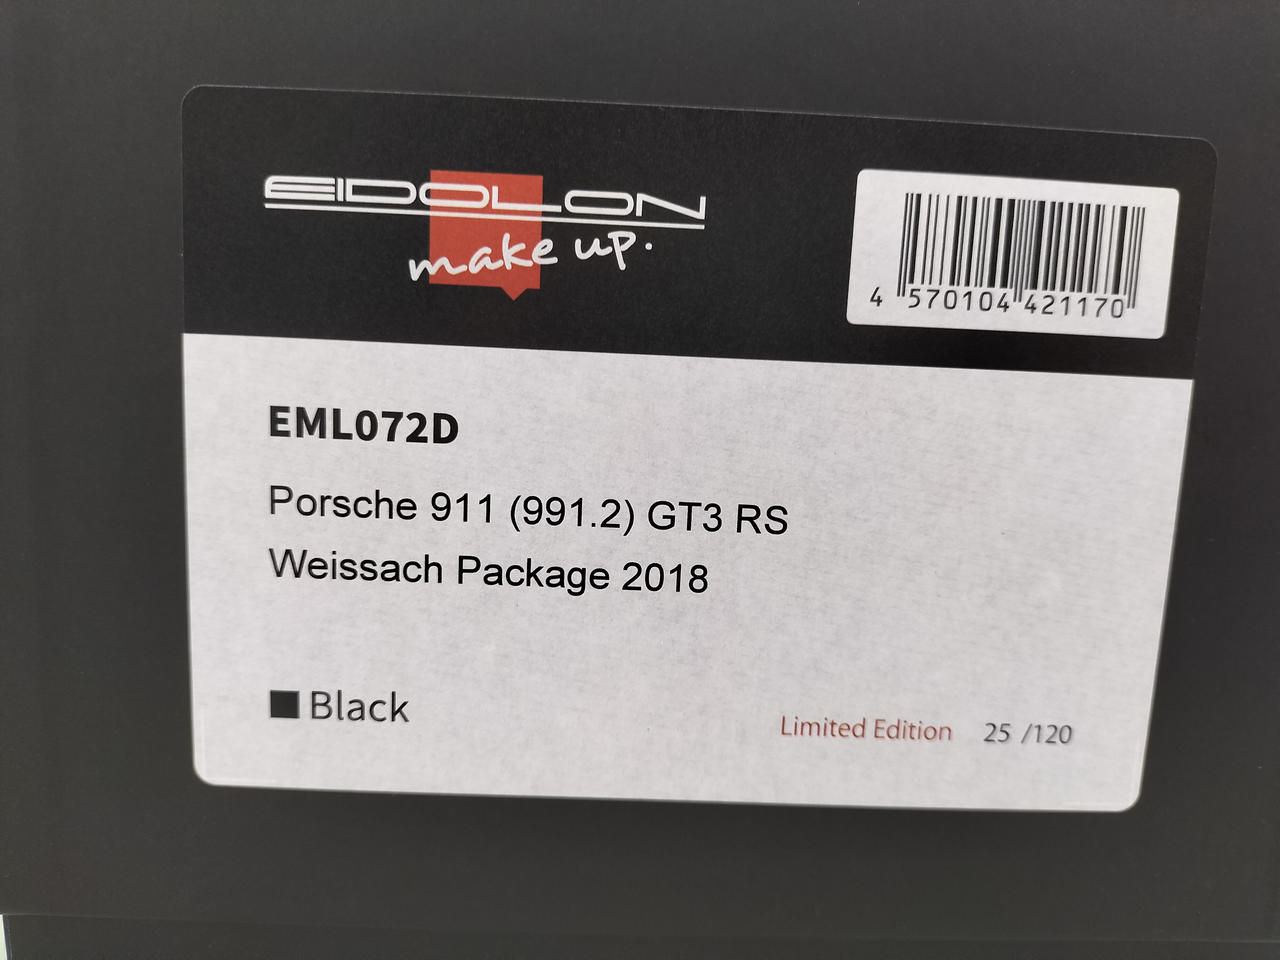 EIDOLON
make up.
4 570104 421170
EML072D
Porsche 911 (991.2) GT3 RS
Weissach Package 2018
Black
Limited Edition 25 /120